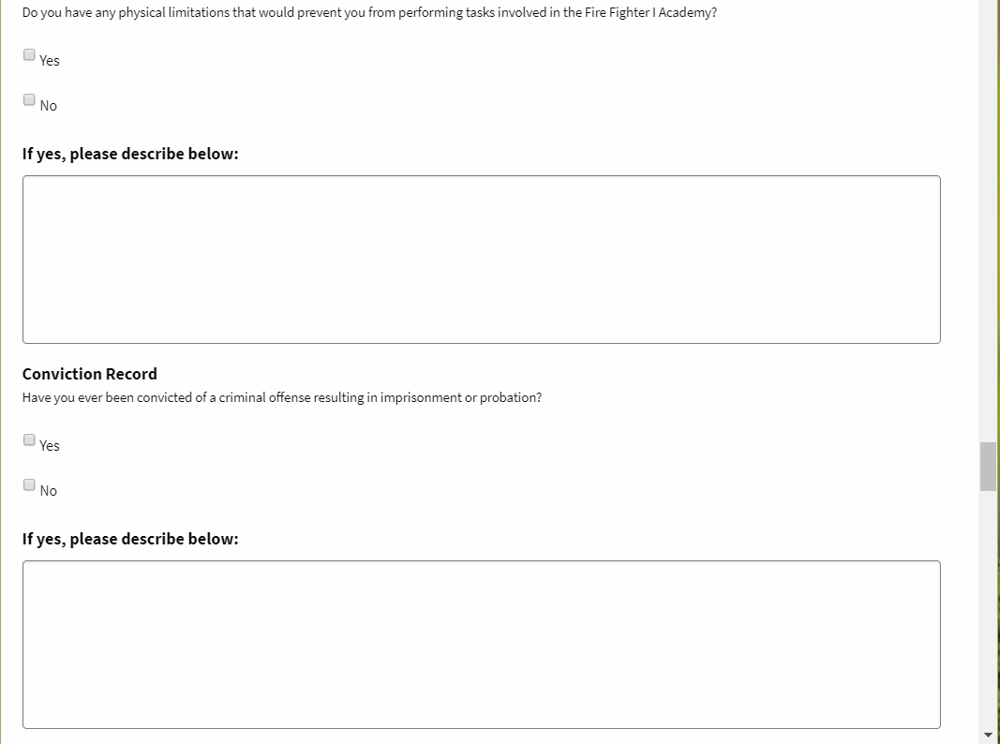 Do you have any physical limitations that would prevent you from performing tasks involved in the Fire Fighter I Academy?
Yes
No
If yes, please describe below:
Conviction Record
Have you ever been convicted of a criminal offense resulting in imprisonment or probation?
Yes
No
If yes, please describe below: